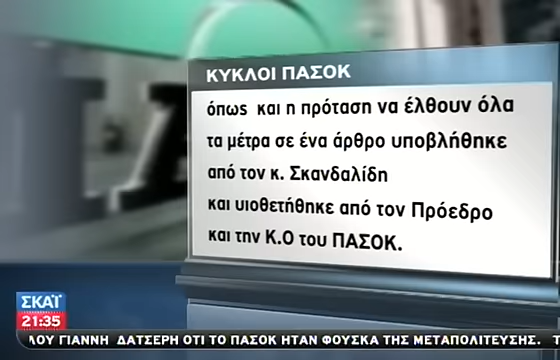 ΚΥΚΛΟΙ ΠΑΣΟΚ
όπως και η πρόταση να έλθουν όλα
τα μέτρα σε ένα άρθρο υποβλήθηκε
από τον κ. Σκανδαλίδη
και υιοθετήθηκε από τον Πρόεδρο
και την Κ.Ο του ΠΑΣΟΚ.
ΣΚΑΪ
21:35
ΛΟΥ ΓΙΑΝΝΗ ΔΑΤΣΕΡΗ ΟΤΙ ΤΟ ΠΑΣΟΚ ΗΤΑΝ ΦΟΥΣΚΑ ΤΗΣ ΜΕΤΑΠΟΛΙΤΕΥΣΗΣ.